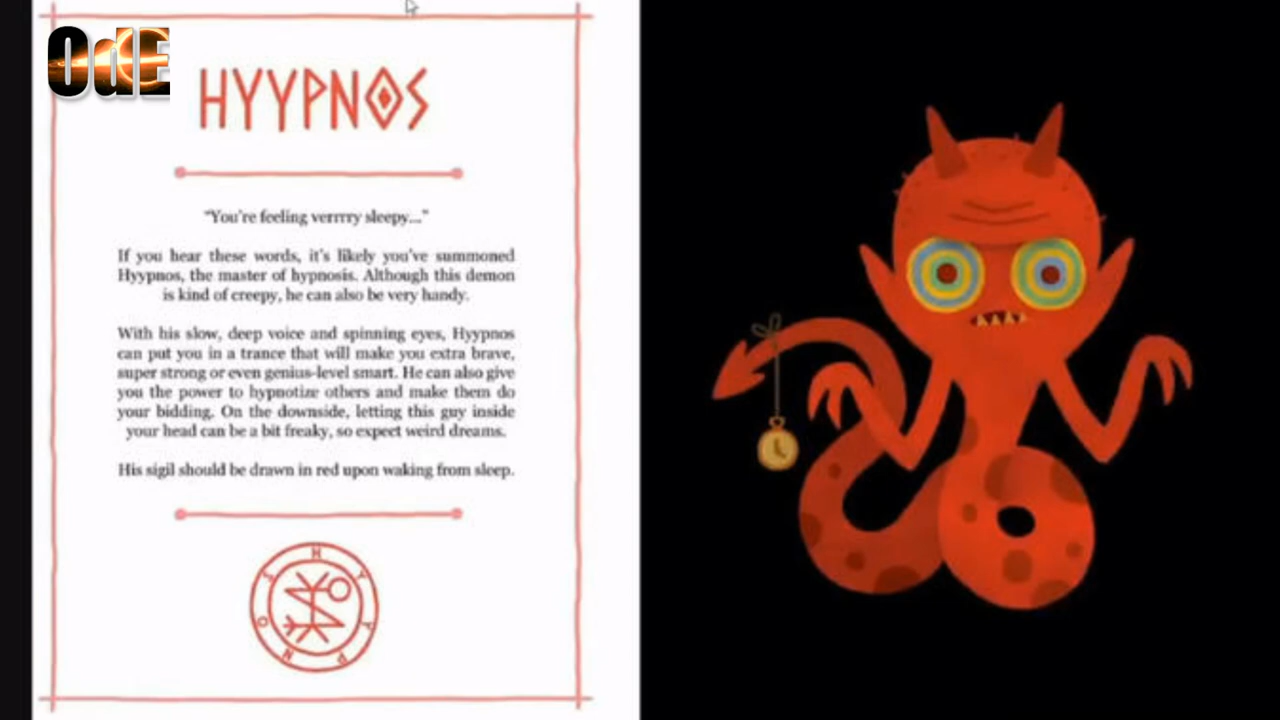 OdE
HYYPNOS
"You're feeling verrrry sleepy..."
If you hear these words, it's likely you've summoned
Hyypnos, the master of hypnosis. Although this demon
is kind of creepy, he can also be very handy.
With his slow, deep voice and spinning eyes, Hyypnos
can put you in a trance that will make you extra brave,
super strong or even genius-level smart. He can also give
you the power to hypnotize others and make them do
your bidding. On the downside, letting this guy inside
your head can be a bit freaky, so expect weird dreams.
His sigil should be drawn in red upon waking from sleep.
H Y Y P N O S